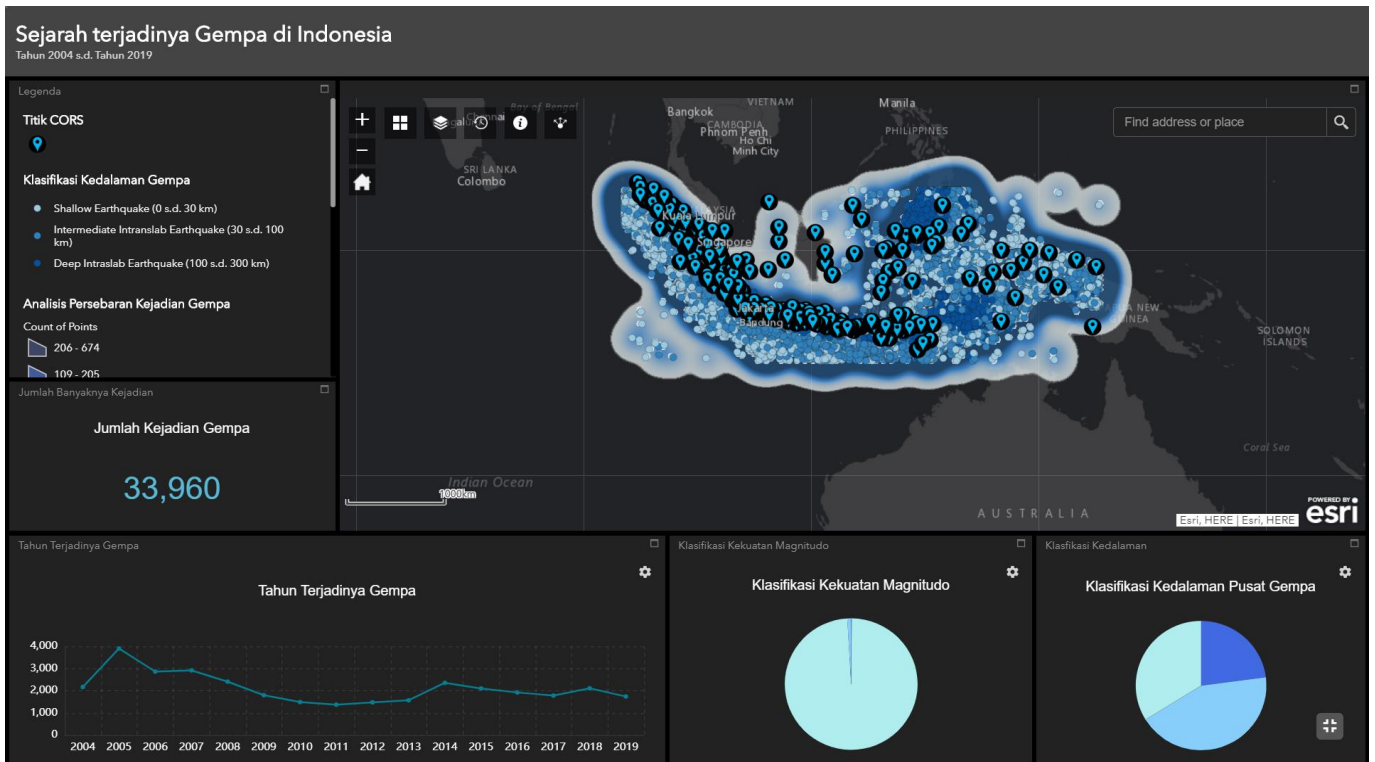 Sejarah terjadinya Gempa di Indonesia
Tahun 2004 s.d. Tahun 2019
Legenda
Titik CORS
Klasifikasi Kedalaman Gempa
Shallow Earthquake (0 s.d. 30 km)
Intermediate Intranslab Earthquake (30 s.d. 100
km)
Deep Intraslab Earthquake (100 s.d. 300 km)
Analisis Persebaran Kejadian Gempa
Count of Points
206 - 674
109 - 205
Jumlah Banyaknya Kejadian
Jumlah Kejadian Gempa
33,960
Bay of Bengal
VIETNAM
Manila
Bangkok
CAMBODIA
Phnom Penh
Ho Chi
Minh City
PHILIPPINES
Find address or place
SRI LANKA
Colombo
Kuala Lumpur
Singapore
Jakarta
Bandung
SOLOMON
ISLANDS
Coral Sea
Indian Ocean
1000km
AUSTRALIA
POWERED BY
esri
Esri, HERE | Esri, HERE
Tahun Terjadinya Gempa
Tahun Terjadinya Gempa
4,000
3,000
2,000
1,000
0
2004 2005 2006 2007 2008 2009 2010 2011 2012 2013 2014 2015 2016 2017 2018 2019
Klasifikasi Kekuatan Magnitudo
Klasifikasi Kekuatan Magnitudo
Klasfikasi Kedalaman
Klasifikasi Kedalaman Pusat Gempa